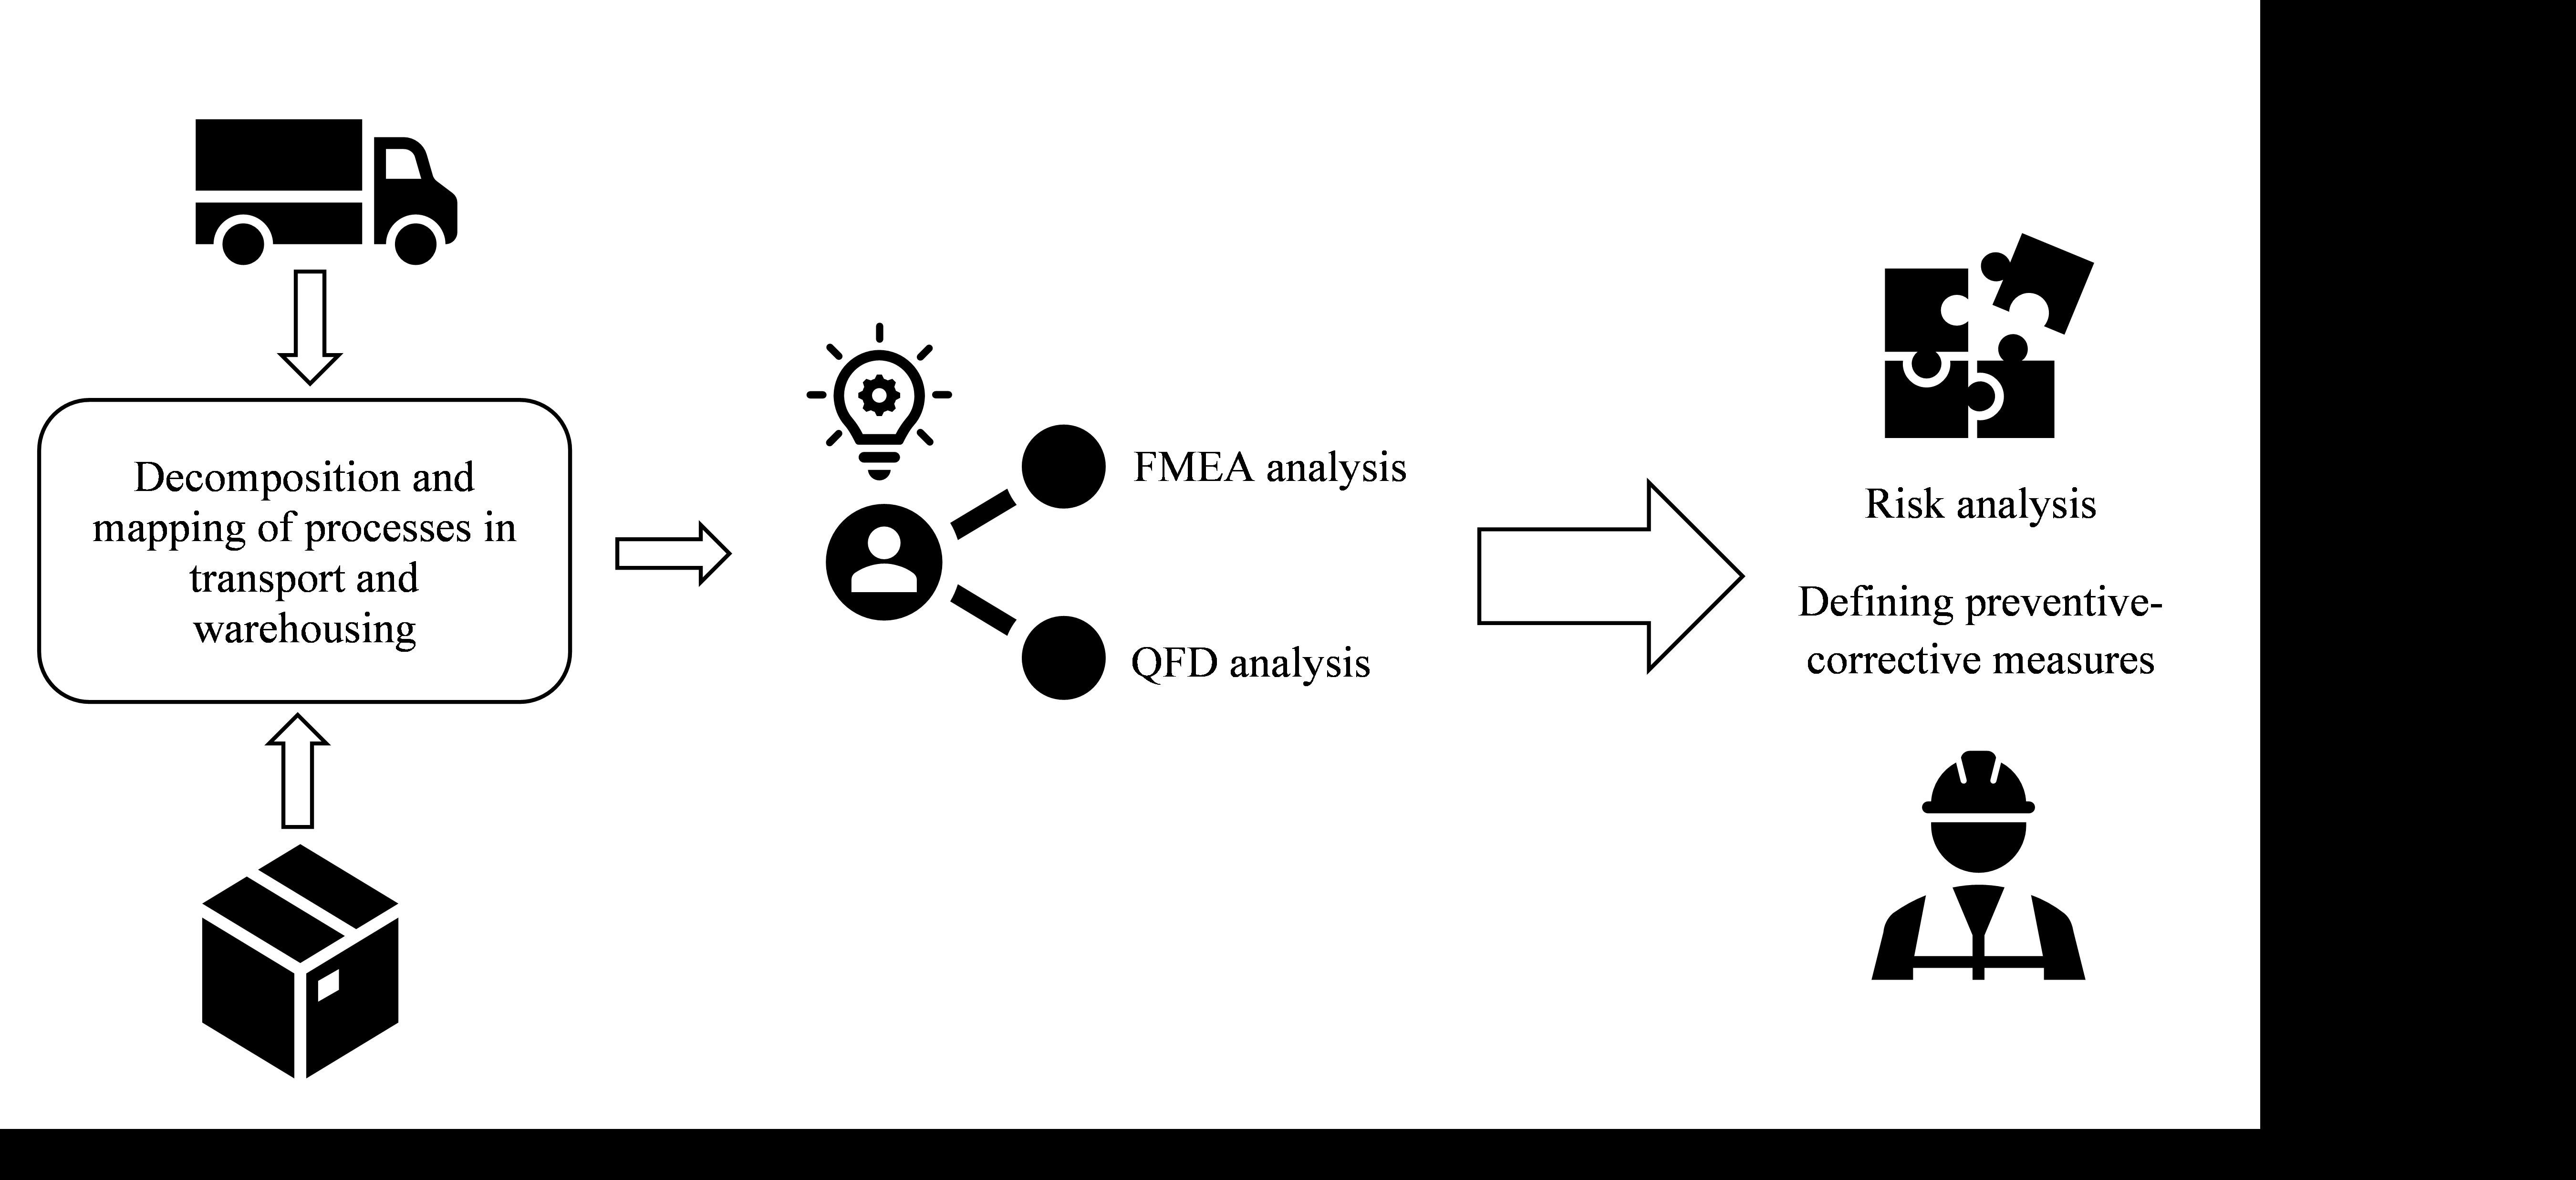 Decomposition and
mapping of processes in
transport and
warehousing
FMEA analysis
QFD analysis
Risk analysis
Defining preventive-
corrective measures